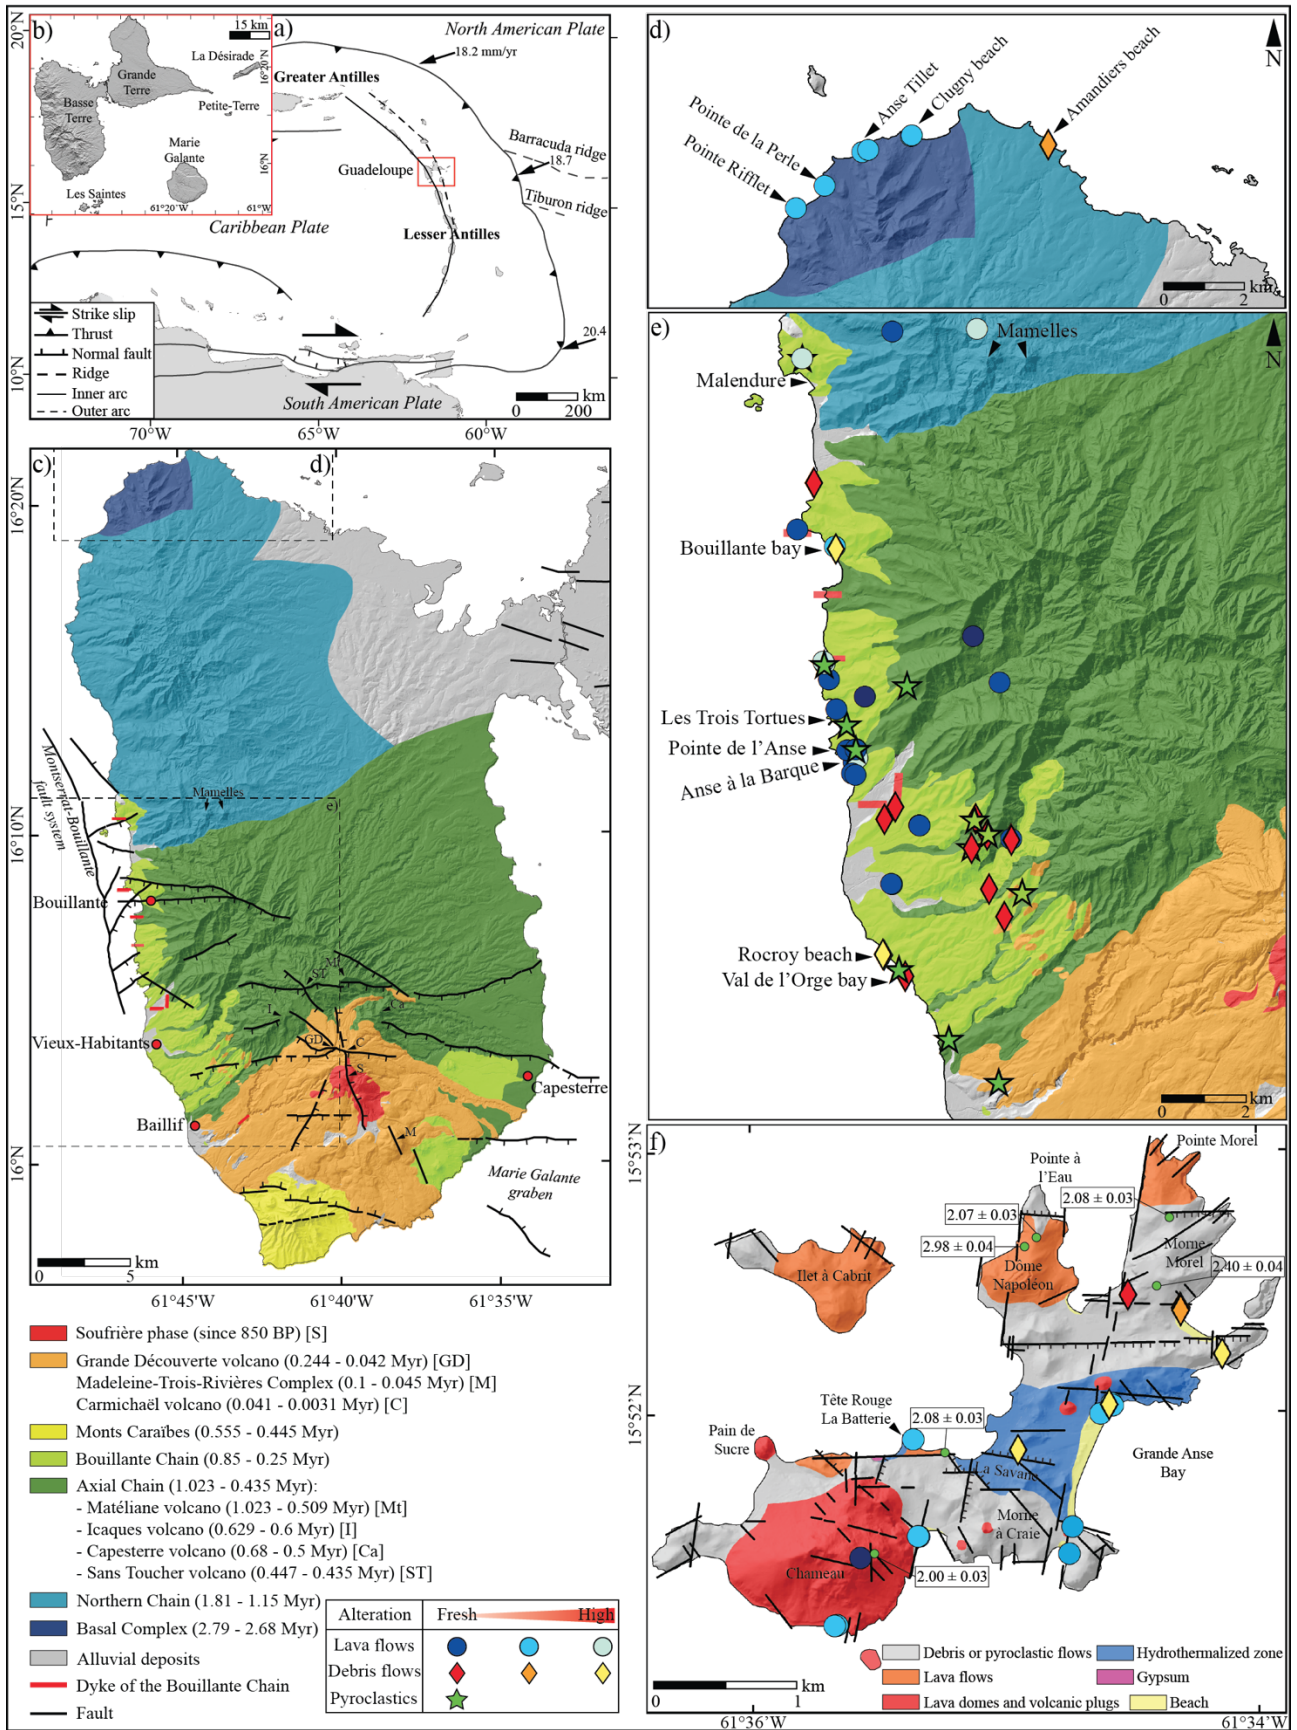 b)
15 km
La Désirade
Grande
Terre
Basse
Terre
Petite-Terre
Marie
Galante
Les Saintes
16°20'N
16°N
61°20'W
61°W
a)
North American Plate
18.2 mm/yr
Greater Antilles
Barracuda ridge
18.7
Guadeloupe
Tiburon ridge
Lesser Antilles
Caribbean Plate
20.4
South American Plate
20°N
15°N
10°N
70°W
65°W
60°W
0
200
km
Strike slip
Thrust
Normal fault
Ridge
Inner arc
Outer arc
c)
d)
16°20'N
16°10'N
16°N
Montserrat-Bouillante
fault system
Mamelles
e)
Bouillante
Mt
ST
I
Ca
GD
C
S
Vieux-Habitants
Capesterre
Baillif
M
Marie Galante
graben
0
5
km
61°45'W
61°40'W
61°35'W
Soufrière phase (since 850 BP) [S]
Grande Découverte volcano (0.244 - 0.042 Myr) [GD]
Madeleine-Trois-Rivières Complex (0.1 - 0.045 Myr) [M]
Carmichaël volcano (0.041 - 0.0031 Myr) [C]
Monts Caraïbes (0.555 - 0.445 Myr)
Bouillante Chain (0.85 - 0.25 Myr)
Axial Chain (1.023 - 0.435 Myr):
- Matéliane volcano (1.023 - 0.509 Myr) [Mt]
- Icaques volcano (0.629 - 0.6 Myr) [I]
- Capesterre volcano (0.68 - 0.5 Myr) [Ca]
- Sans Toucher volcano (0.447 - 0.435 Myr) [ST]
Northern Chain (1.81 - 1.15 Myr)
Basal Complex (2.79 - 2.68 Myr)
Alluvial deposits
Dyke of the Bouillante Chain
Fault
Alteration
Fresh
High
Lava flows
Debris flows
Pyroclastics
d)
N
Amandiers beach
Clugny beach
Anse Tillet
Pointe de la Perle
Pointe Rifflet
0
2
km
e)
N
Mamelles
Malendure
Bouillante bay
Les Trois Tortues
Pointe de l'Anse
Anse à la Barque
Rocroy beach
Val de l'Orge bay
0
2
km
f)
15°53'N
15°52'N
Pointe Morel
Pointe à
l'Eau
2.08 ± 0.03
2.07 ± 0.03
2.98 ± 0.04
Morne
Morel
Ilet à Cabrit
Dôme
Napoléon
2.40 ± 0.04
Tête Rouge
La Batterie
2.08 ± 0.03
Pain de
Sucre
Grande Anse
Bay
La Savane
Morne
à Craie
Chameau
2.00 ± 0.03
Debris or pyroclastic flows
Hydrothermalized zone
Lava flows
Gypsum
Lava domes and volcanic plugs
Beach
0
1
km
61°36'W
61°34'W